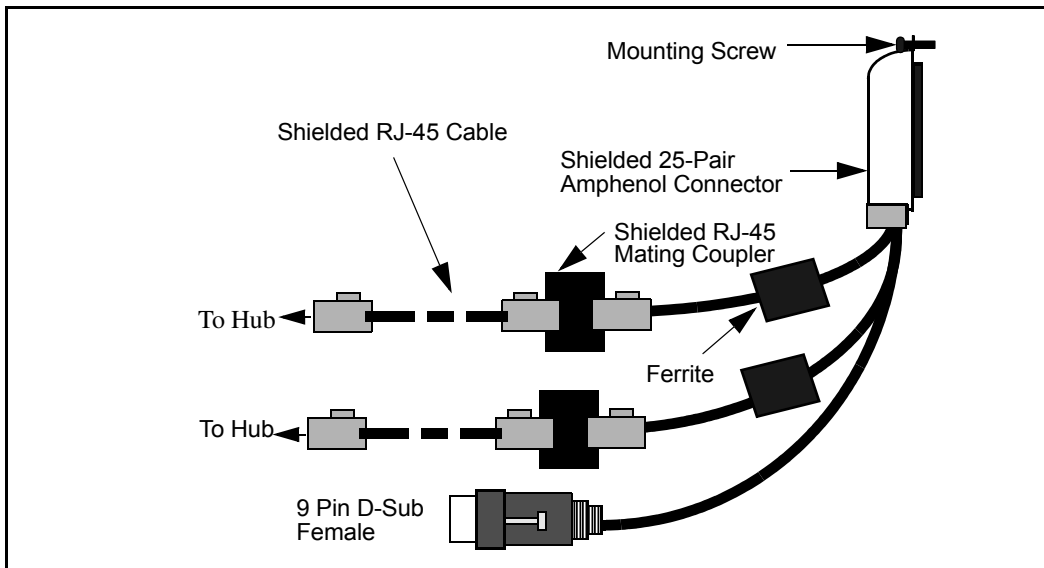 Mounting Screw
Shielded RJ-45 Cable
Shielded 25-Pair
Amphenol Connector
Shielded RJ-45
Mating Coupler
To Hub
Ferrite
To Hub
9 Pin D-Sub
Female